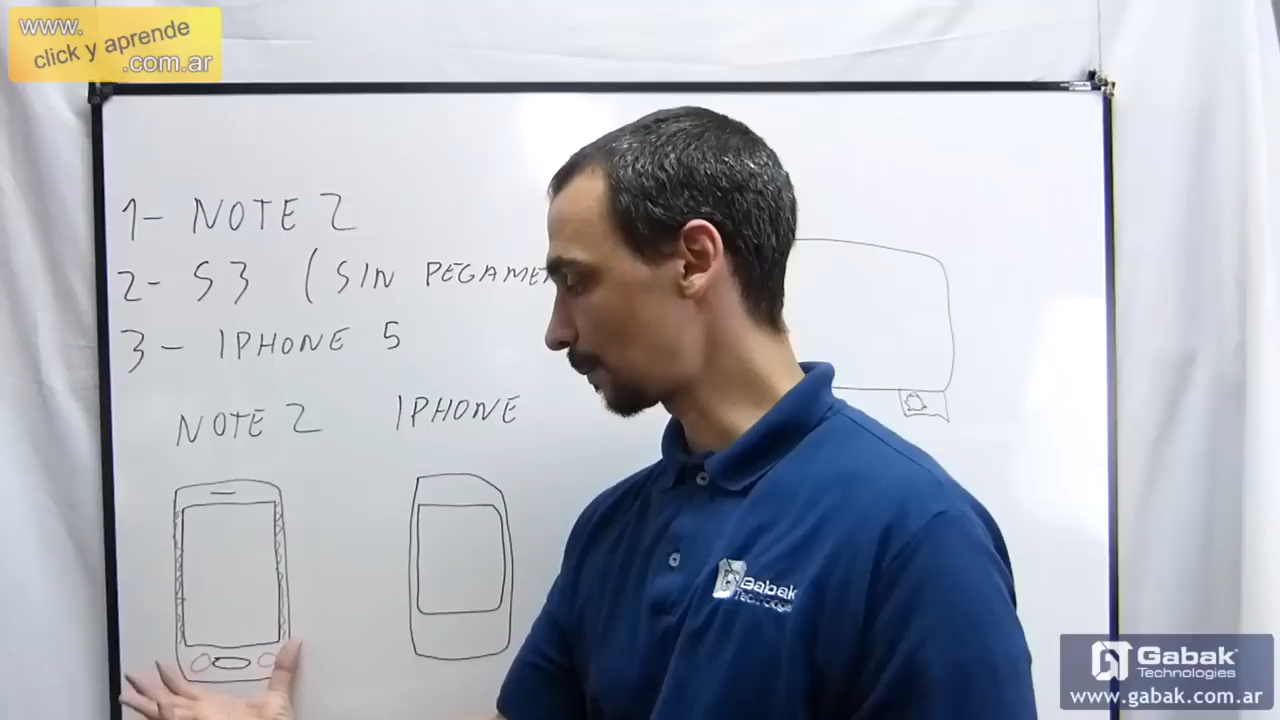 www.
click y aprende
.com.ar
1- NOTE 2
2- S3 (SIN PEGAME
3- IPHONE 5
NOTE 2
IPHONE
Gabak
Technologies
Gabak
Technologies
www.gabak.com.ar